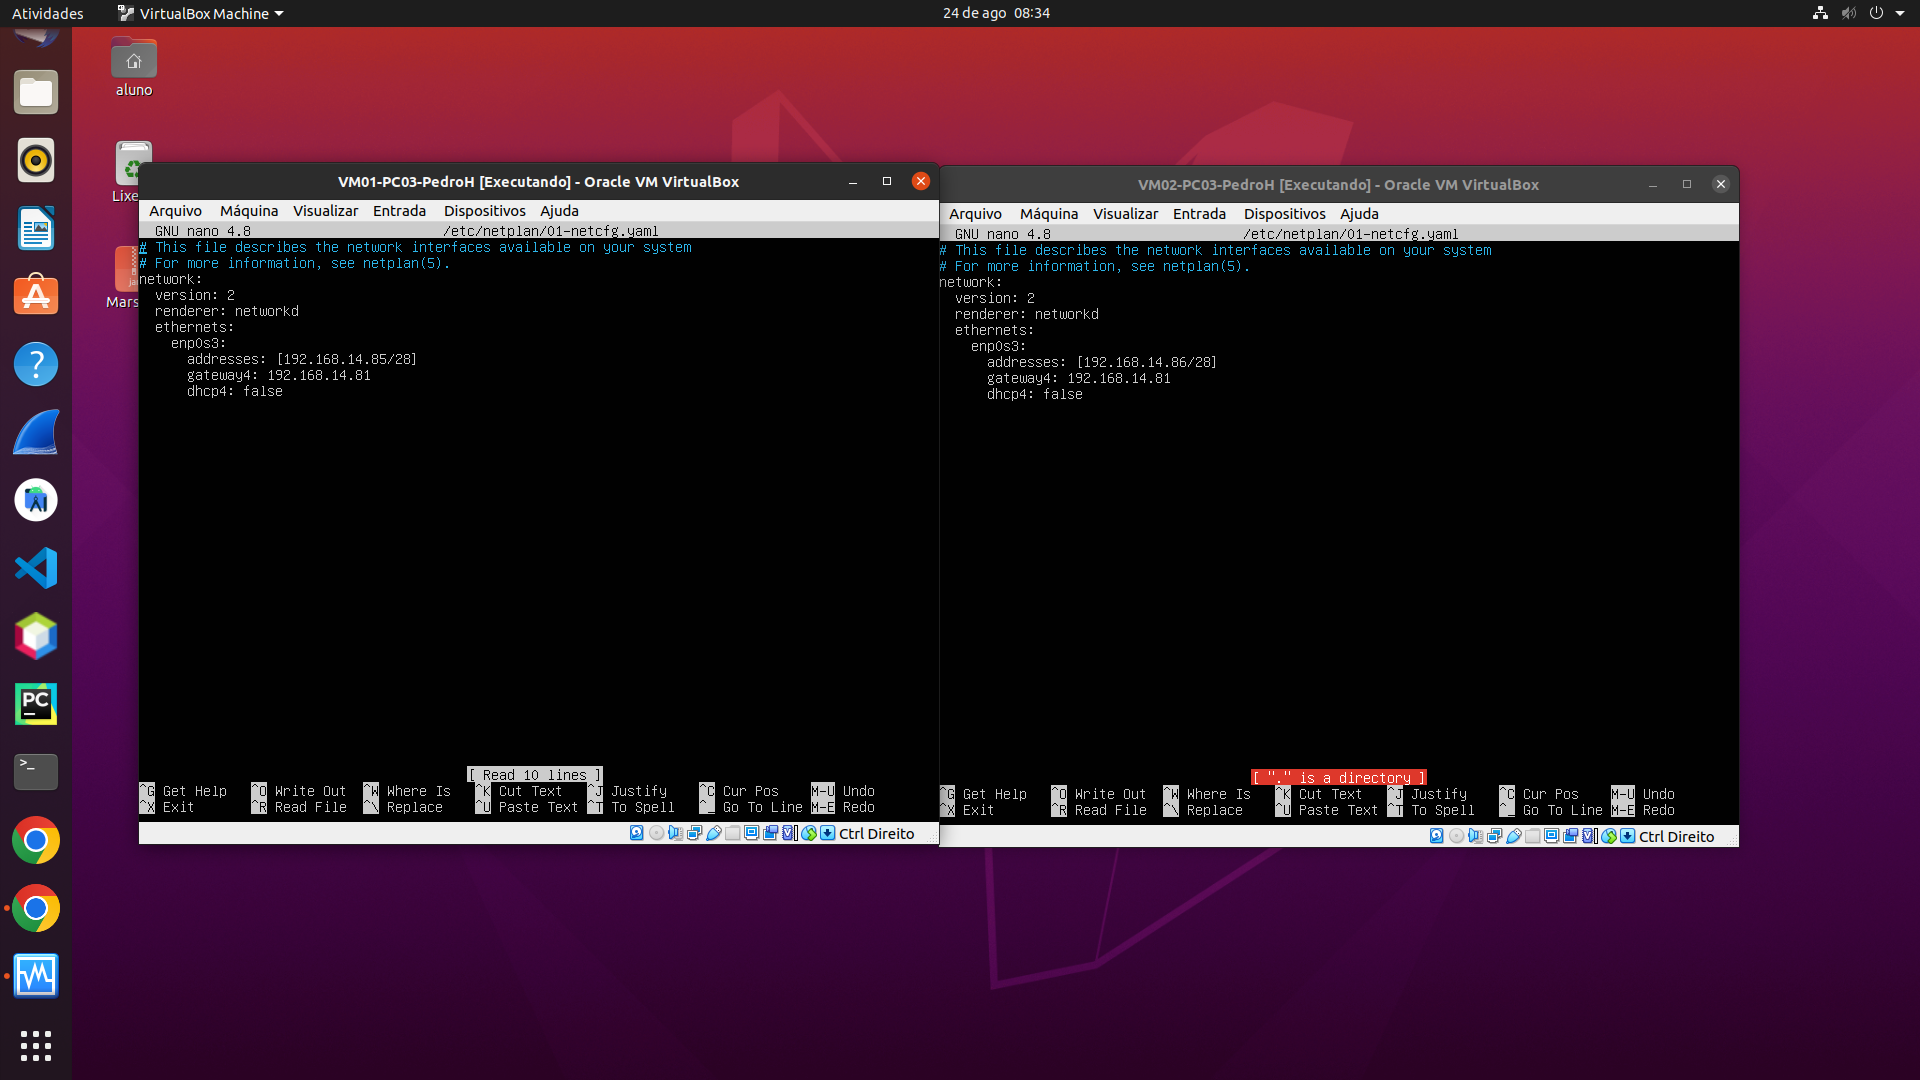 Atividades
VirtualBox Machine
24 de ago 08:34
aluno
Lixe
Mars
VM01-PC03-PedroH [Executando] - Oracle VM VirtualBox
Arquivo Máquina Visualizar Entrada Dispositivos Ajuda
GNU nano 4.8 /etc/netplan/01-netcfg.yaml
# This file describes the network interfaces available on your system
# For more information, see netplan(5).
network:
  version: 2
  renderer: networkd
  ethernets:
    enp0s3:
      addresses: [192.168.14.85/28]
      gateway4: 192.168.14.81
      dhcp4: false
[ Read 10 lines ]
^G Get Help ^O Write Out ^W Where Is ^K Cut Text ^J Justify ^C Cur Pos M-U Undo
^X Exit ^R Read File ^\ Replace ^U Paste Text ^T To Spell ^_ Go To Line M-E Redo
Ctrl Direito
VM02-PC03-PedroH [Executando] - Oracle VM VirtualBox
Arquivo Máquina Visualizar Entrada Dispositivos Ajuda
GNU nano 4.8 /etc/netplan/01-netcfg.yaml
# This file describes the network interfaces available on your system
# For more information, see netplan(5).
network:
  version: 2
  renderer: networkd
  ethernets:
    enp0s3:
      addresses: [192.168.14.86/28]
      gateway4: 192.168.14.81
      dhcp4: false
[ "." is a directory ]
^G Get Help ^O Write Out ^W Where Is ^K Cut Text ^J Justify ^C Cur Pos M-U Undo
^X Exit ^R Read File ^\ Replace ^U Paste Text ^T To Spell ^_ Go To Line M-E Redo
Ctrl Direito
PC